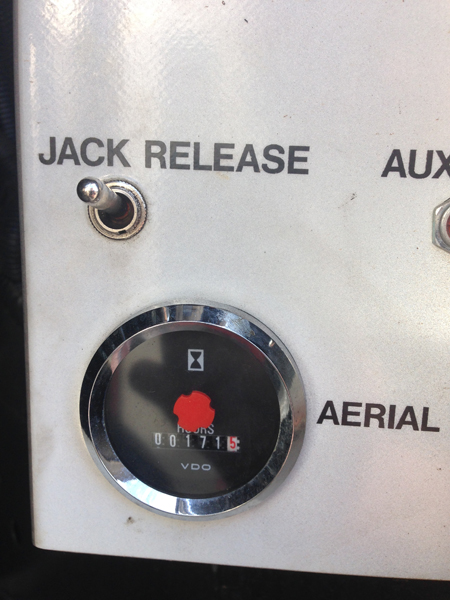 JACK RELEASE
AUX
HOURS
001715
VDO
AERIAL